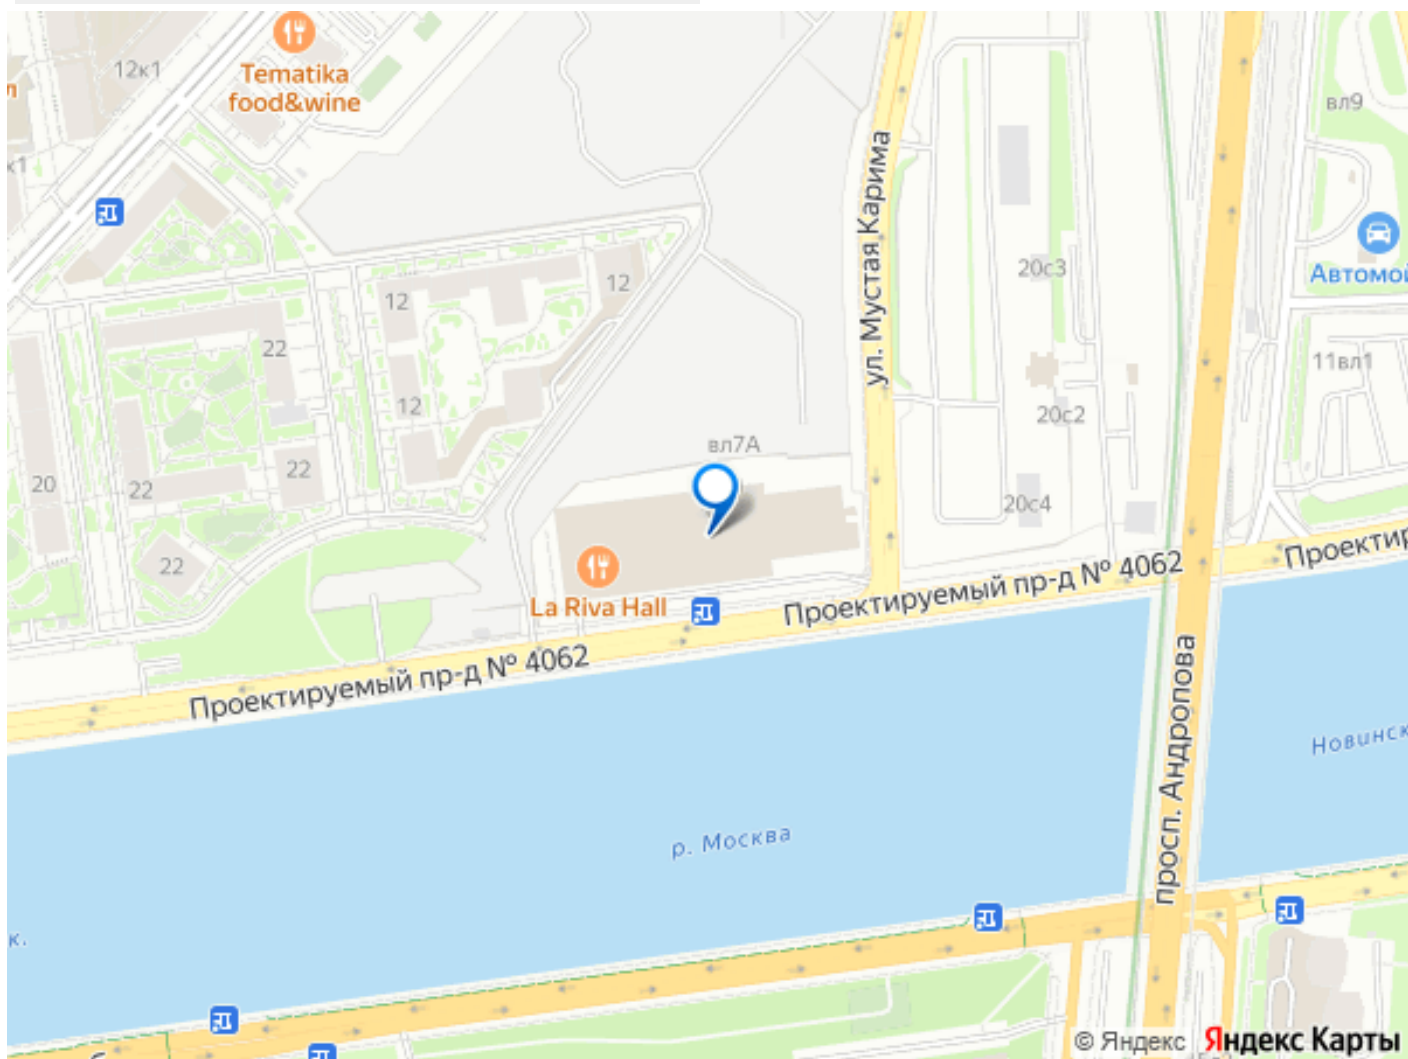 12к1
Tematika
food&wine
вл9
ул. Мустая Карима
20с3
Автомой
12
12
22
12
11вл1
20с2
вл7А
22
20
22
20с4
22
La Riva Hall
Проектируемый пр-д № 4062
Проектир
Проектируемый пр-д № 4062
просп. Андропова
Новинск
р. Москва
к.
© Яндекс Яндекс Карты